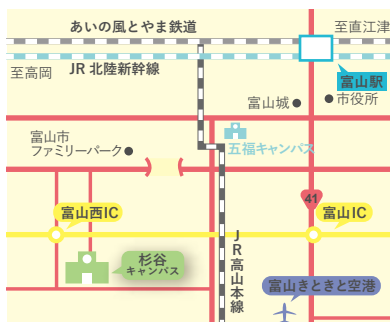 あいの風とやま鉄道
至直江津
至高岡
JR 北陸新幹線
富山駅
富山城
市役所
富山市
ファミリーパーク
五福キャンパス
41
富山西IC
富山IC
杉谷
キャンパス
JR高山本線
富山きときと空港